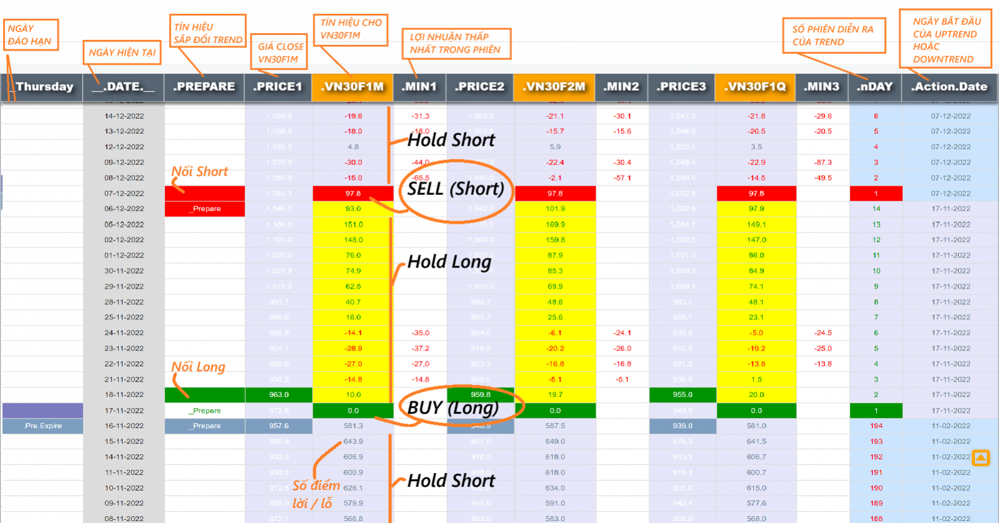 NGÀY
ĐÁO HẠN
NGÀY HIỆN TẠI
TÍN HIỆU
SẮP ĐỔI TREND
GIÁ CLOSE
VN30F1M
TÍN HIỆU CHO
VN30F1M
LỢI NHUẬN THẤP
NHẤT TRONG PHIÊN
SỐ PHIÊN DIỄN RA
CỦA TREND
NGÀY BẮT ĐẦU
CỦA UPTREND
HOẶC
DOWNTREND
_Thursday __.DATE.__ .PREPARE .PRICE1 .VN30F1M .MIN1 .PRICE2 .VN30F2M .MIN2 .PRICE3 .VN30F1Q .MIN3 .nDAY .Action.Date
14-12-2022 1,059.6 -19.6 -31.3 1,059.0 -21.1 -30.1 1,047.3 -21.8 -29.6 6 07-12-2022
13-12-2022 1,058.0 -18.0 -18.0 -15.7 -15.6 1,046.0 -20.5 -20.5 5 07-12-2022
Hold Short
12-12-2022 1,035.2 4.8 5.9 1,022.0 3.5 4 07-12-2022
09-12-2022 1,070.0 -30.0 -44.0 -22.4 -30.4 1,048.4 -22.9 -87.3 3 07-12-2022
Nối Short
08-12-2022 1,055.0 -15.0 -65.5 1,040.0 -2.1 -57.1 1,040.0 -14.5 -49.5 2 07-12-2022
SELL (Short)
07-12-2022 1,053.3 97.8 97.8 1,032.8 97.8 1 07-12-2022
06-12-2022 _Prepare 1,046.0 93.0 1,042.0 101.9 1,032.9 97.9 14 17-11-2022
05-12-2022 1,104.0 151.0 1,110.0 169.9 1,084.1 149.1 13 17-11-2022
02-12-2022 1,101.0 148.0 1,099.9 159.8 1,082.0 147.0 12 17-11-2022
01-12-2022 1,029.0 76.0 87.9 1,021.0 86.0 11 17-11-2022
Hold Long
30-11-2022 1,027.9 74.9 85.3 1,019.9 84.9 10 17-11-2022
29-11-2022 1,015.5 62.5 1,010.0 69.9 1,009.1 74.1 9 17-11-2022
28-11-2022 993.7 40.7 988.7 48.6 983.1 48.1 8 17-11-2022
25-11-2022 969.0 16.0 965.7 25.6 958.1 23.1 7 17-11-2022
24-11-2022 938.9 -14.1 -35.0 934.0 -6.1 -24.1 930.0 -5.0 -24.5 6 17-11-2022
23-11-2022 924.1 -28.9 -37.2 919.9 -20.2 -26.0 915.8 -19.2 -25.0 5 17-11-2022
22-11-2022 926.0 -27.0 -27.0 923.3 -16.8 -16.8 921.2 -13.8 -13.8 4 17-11-2022
Nối Long
21-11-2022 938.2 -14.8 -14.8 935.0 -5.1 -5.1 936.5 1.5 3 17-11-2022
18-11-2022 963.0 10.0 959.8 19.7 955.0 20.0 2 17-11-2022
BUY (Long)
17-11-2022 _Prepare 972.5 0.0 0.0 949.0 0.0 1 17-11-2022
.Pre.Expire 16-11-2022 _Prepare 957.6 581.3 587.5 939.0 581.0 194 11-02-2022
15-11-2022 895.0 643.9 887.0 649.0 878.5 641.5 193 11-02-2022
14-11-2022 932.0 606.9 918.0 618.0 913.3 606.7 192 11-02-2022
11-11-2022 938.0 600.9 918.0 618.0 919.3 600.7 191 11-02-2022
Hold Short
Số điểm
lời / lỗ
10-11-2022 912.8 626.1 634.0 905.0 615.0 190 11-02-2022
09-11-2022 959.0 579.9 945.0 591.0 942.4 577.6 189 11-02-2022
08-11-2022 972.1 566.8 953.0 583.0 952.0 568.0 188 11-02-2022